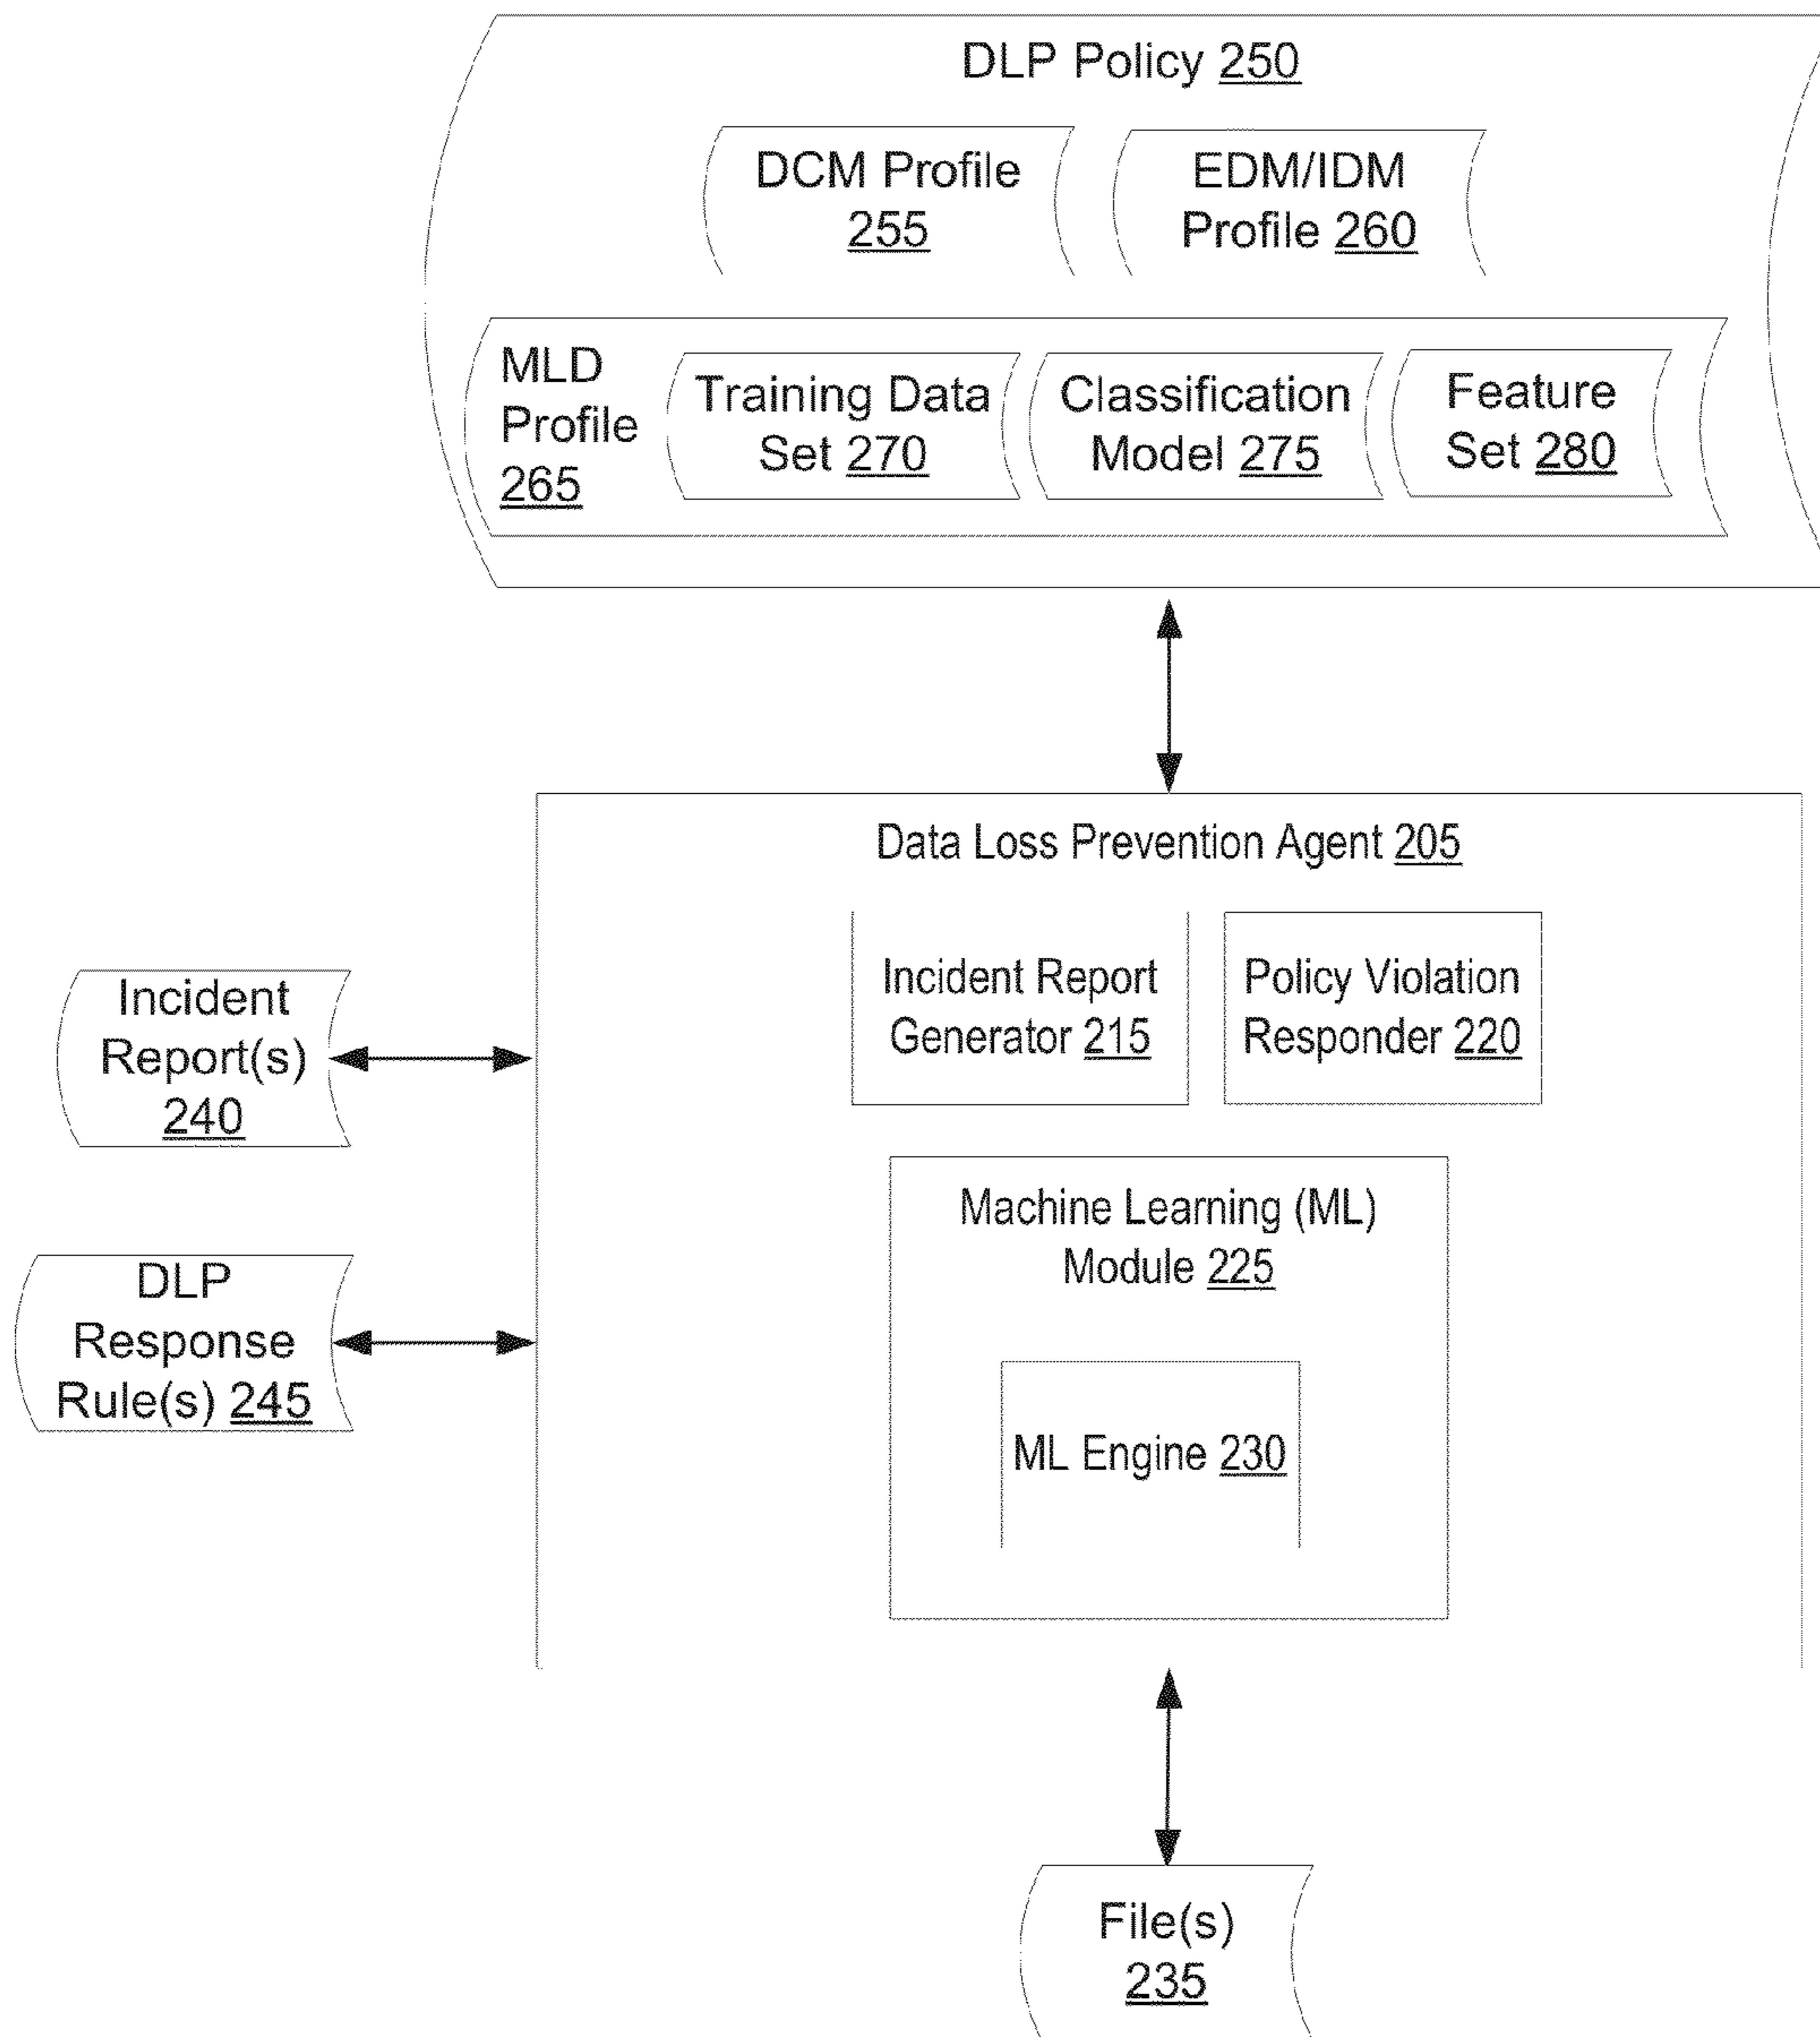 DLP Policy 250
DCM Profile
255
EDM/IDM
Profile 260
MLD
Profile
265
Training Data
Set 270
Classification
Model 275
Feature
Set 280
Data Loss Prevention Agent 205
Incident Report
Generator 215
Policy Violation
Responder 220
Incident
Report(s)
240
Machine Learning (ML)
Module 225
DLP
Response
Rule(s) 245
ML Engine 230
File(s)
235